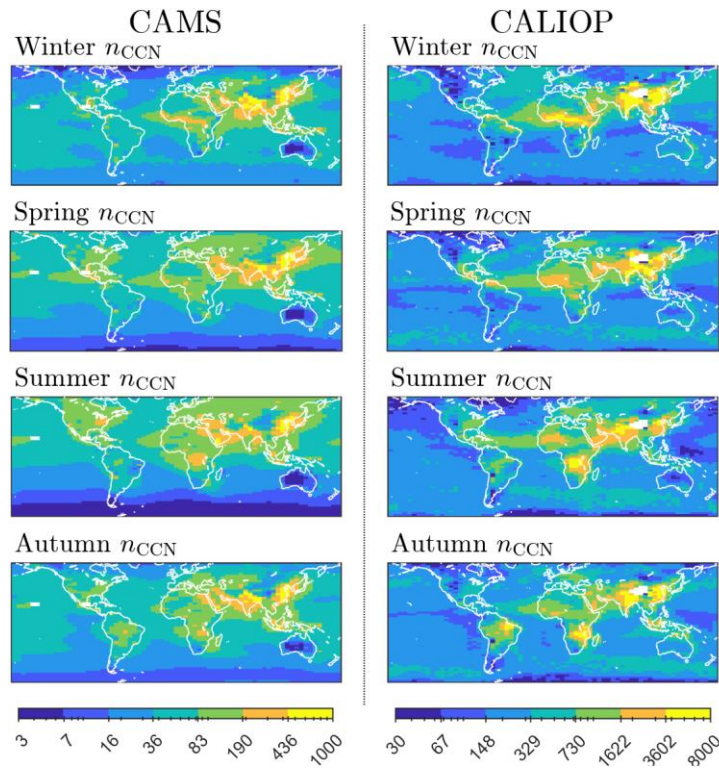 CAMS
CALIOP
Winter nCCN
Winter nCCN
Spring nCCN
Spring nCCN
Summer nCCN
Summer nCCN
Autumn nCCN
Autumn nCCN
3 7 16 36 83 190 436 1000
30 67 148 329 730 1622 3602 8000